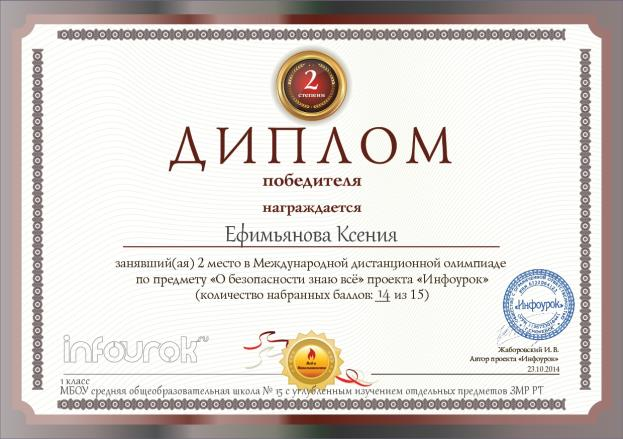 2
степени
ДИПЛОМ
победителя
награждается
Ефимьянова Ксения
занявший(ая) 2 место в Международной дистанционной олимпиаде
по предмету «О безопасности знаю всё» проекта «Инфоурок»
(количество набранных баллов: 14 из 15)
«Инфоурок»
infourok.ru
Жаборовский И. В.
Автор проекта «Инфоурок»
23.10.2014
1 класс
МБОУ средняя общеобразовательная школа № 15 с углубленным изучением отдельных предметов ЗМР РТ